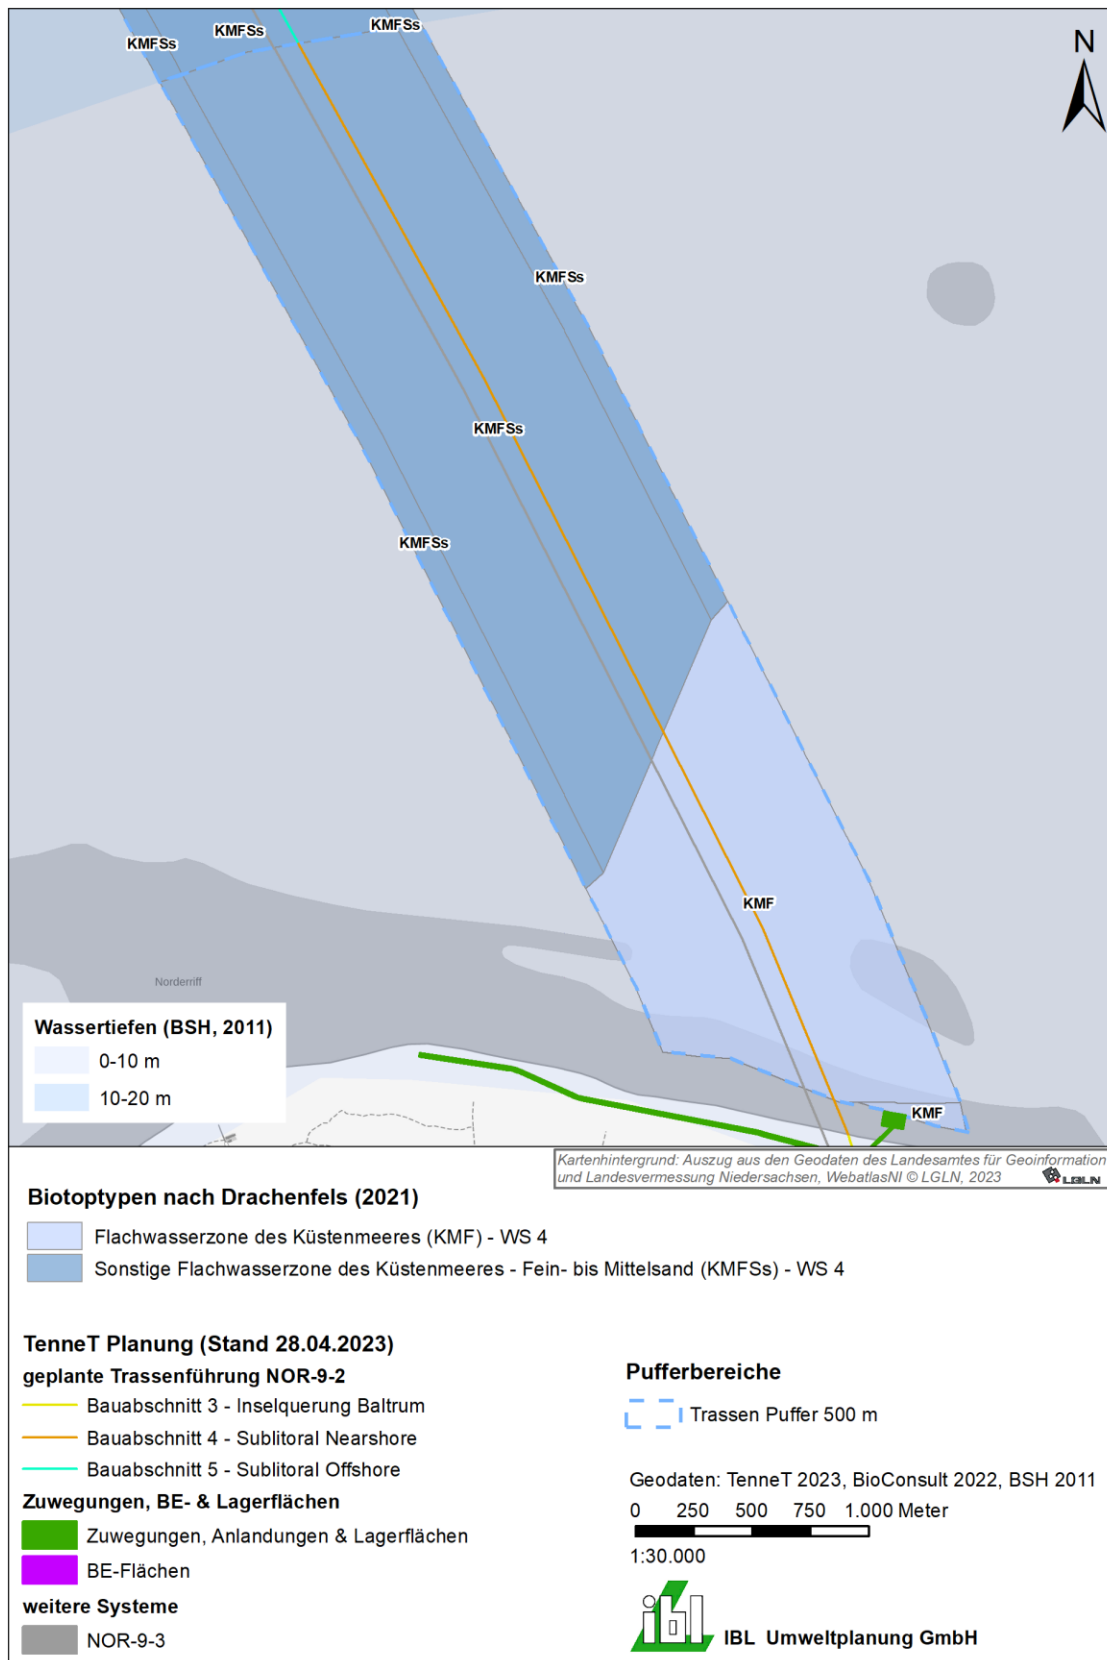 KMFSs
KMFSs
KMFSs
N
KMFSs
KMFSs
KMFSs
KMF
Norderriff
KMF
Wassertiefen (BSH, 2011)
0-10 m
10-20 m
Kartenhintergrund: Auszug aus den Geodaten des Landesamtes für Geoinformation
und Landesvermessung Niedersachsen, WebatlasNI © LGLN, 2023
LGLN
Biotoptypen nach Drachenfels (2021)
Flachwasserzone des Küstenmeeres (KMF) - WS 4
Sonstige Flachwasserzone des Küstenmeeres - Fein- bis Mittelsand (KMFSs) - WS 4
TenneT Planung (Stand 28.04.2023)
geplante Trassenführung NOR-9-2
Bauabschnitt 3 - Inselquerung Baltrum
Bauabschnitt 4 - Sublitoral Nearshore
Bauabschnitt 5 - Sublitoral Offshore
Zuwegungen, BE- & Lagerflächen
Zuwegungen, Anlandungen & Lagerflächen
BE-Flächen
weitere Systeme
NOR-9-3
Pufferbereiche
Trassen Puffer 500 m
Geodaten: TenneT 2023, BioConsult 2022, BSH 2011
0 250 500 750 1.000 Meter
1:30.000
ibl
IBL Umweltplanung GmbH